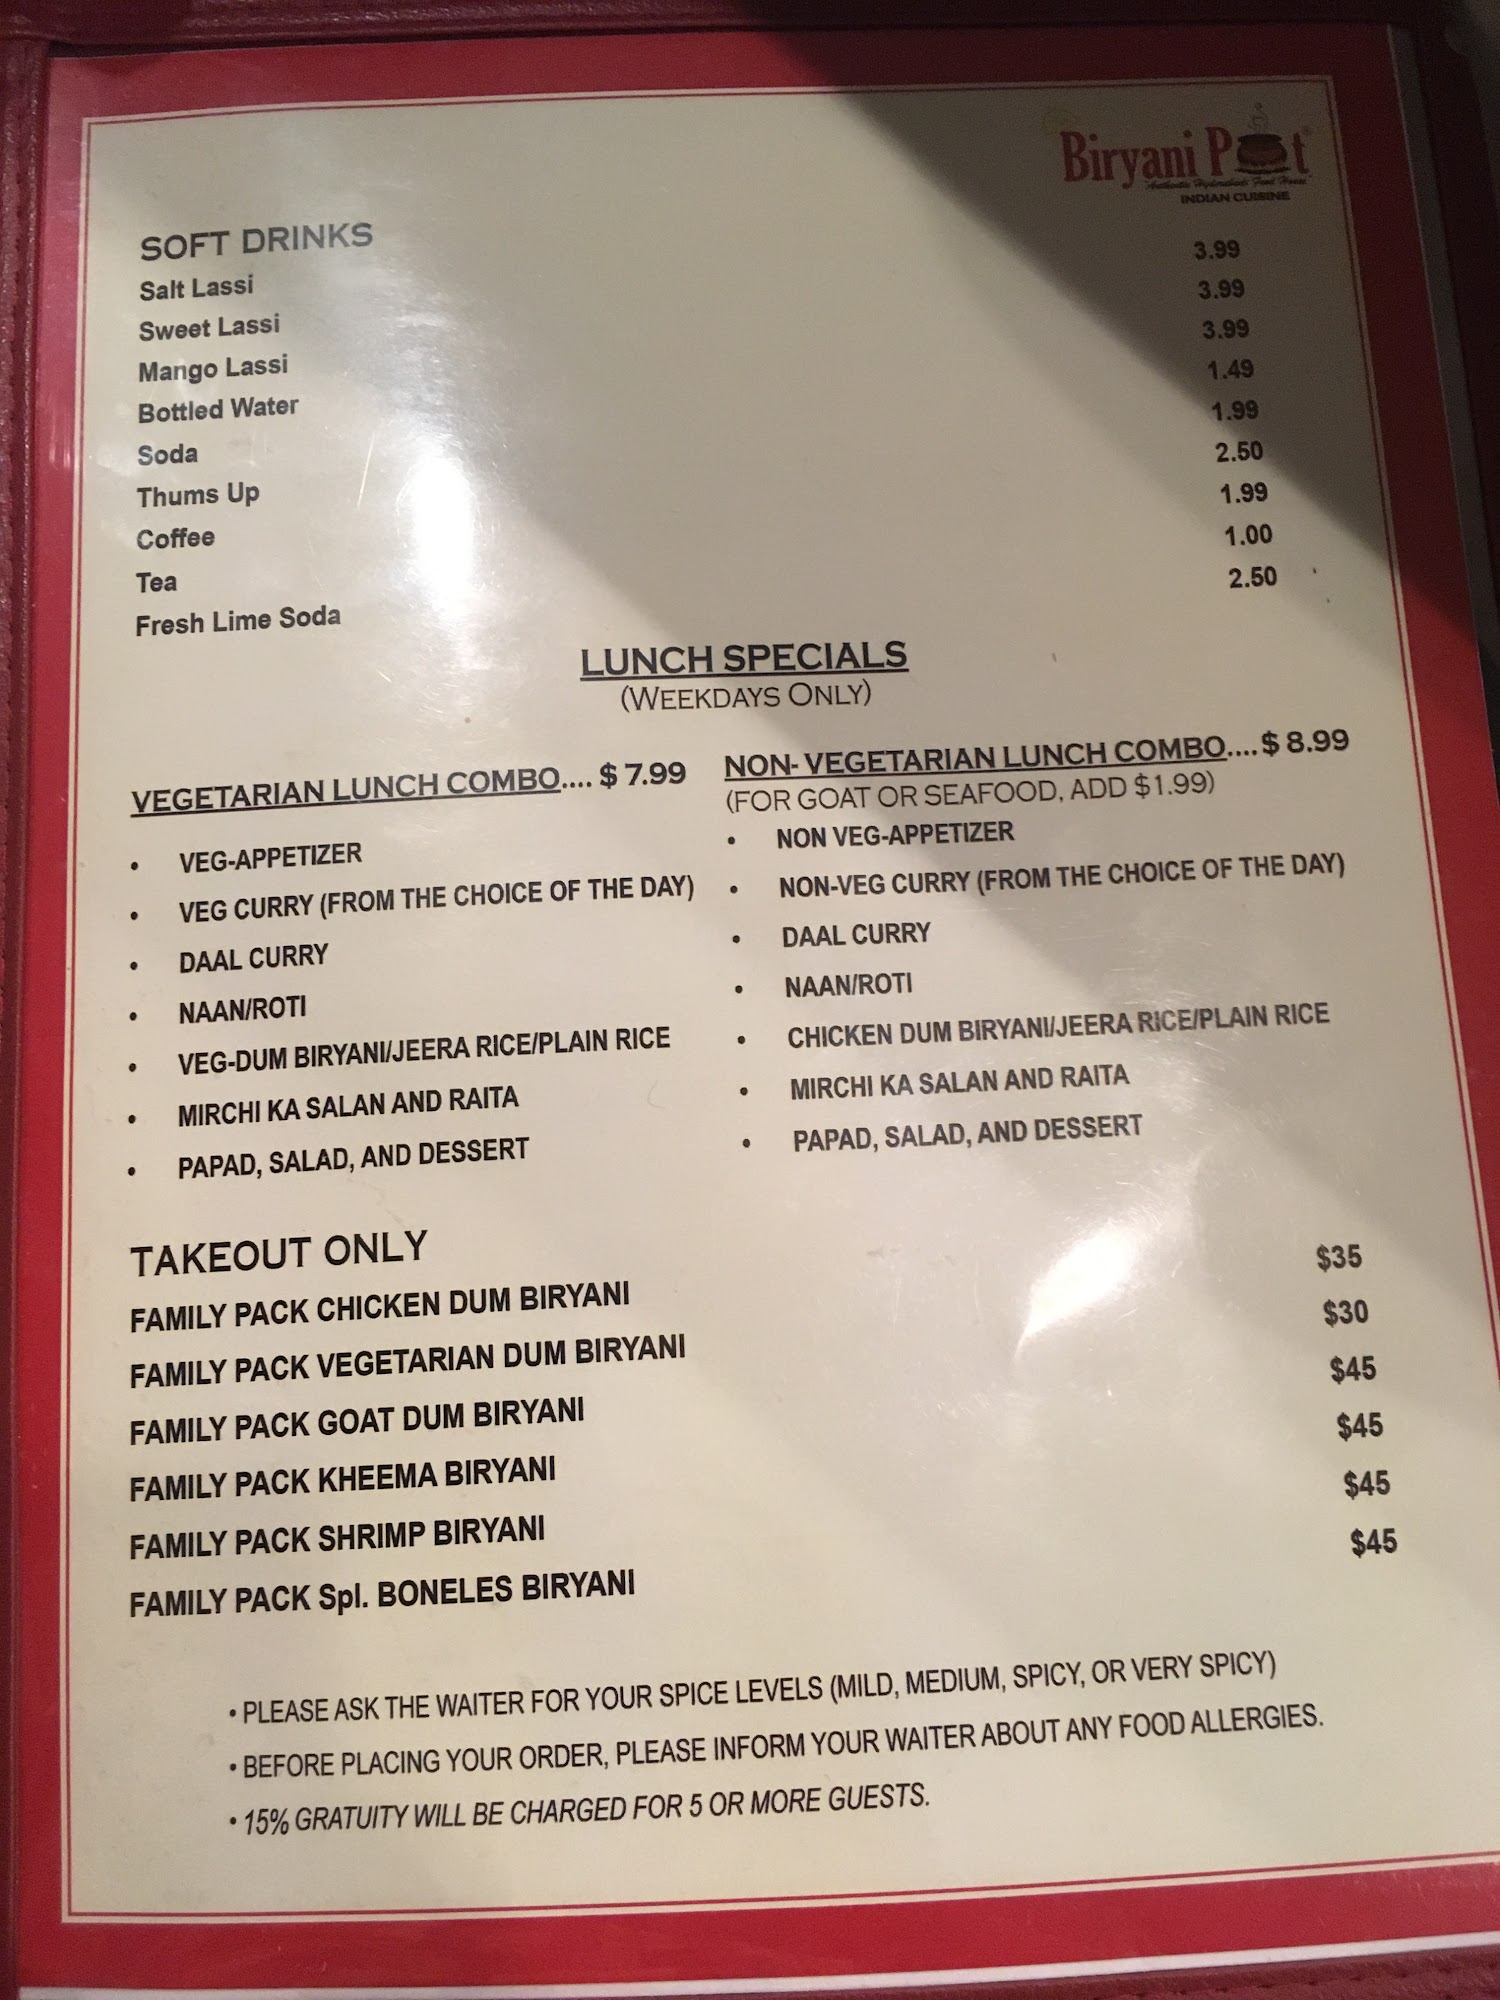 Biryani Pot
Authentic Hyderabadi Food House
INDIAN CUISINE
SOFT DRINKS
Salt Lassi 3.99
Sweet Lassi 3.99
Mango Lassi 3.99
Bottled Water 1.49
Soda 1.99
Thums Up 2.50
Coffee 1.99
Tea 1.00
Fresh Lime Soda 2.50
LUNCH SPECIALS
(WEEKDAYS ONLY)
VEGETARIAN LUNCH COMBO.... $ 7.99
• VEG-APPETIZER
• VEG CURRY (FROM THE CHOICE OF THE DAY)
• DAAL CURRY
• NAAN/ROTI
• VEG-DUM BIRYANI/JEERA RICE/PLAIN RICE
• MIRCHI KA SALAN AND RAITA
• PAPAD, SALAD, AND DESSERT
NON- VEGETARIAN LUNCH COMBO....$ 8.99
(FOR GOAT OR SEAFOOD, ADD $1.99)
• NON VEG-APPETIZER
• NON-VEG CURRY (FROM THE CHOICE OF THE DAY)
• DAAL CURRY
• NAAN/ROTI
• CHICKEN DUM BIRYANI/JEERA RICE/PLAIN RICE
• MIRCHI KA SALAN AND RAITA
• PAPAD, SALAD, AND DESSERT
TAKEOUT ONLY
FAMILY PACK CHICKEN DUM BIRYANI $35
FAMILY PACK VEGETARIAN DUM BIRYANI $30
FAMILY PACK GOAT DUM BIRYANI $45
FAMILY PACK KHEEMA BIRYANI $45
FAMILY PACK SHRIMP BIRYANI $45
FAMILY PACK Spl. BONELES BIRYANI $45
• PLEASE ASK THE WAITER FOR YOUR SPICE LEVELS (MILD, MEDIUM, SPICY, OR VERY SPICY)
• BEFORE PLACING YOUR ORDER, PLEASE INFORM YOUR WAITER ABOUT ANY FOOD ALLERGIES.
• 15% GRATUITY WILL BE CHARGED FOR 5 OR MORE GUESTS.